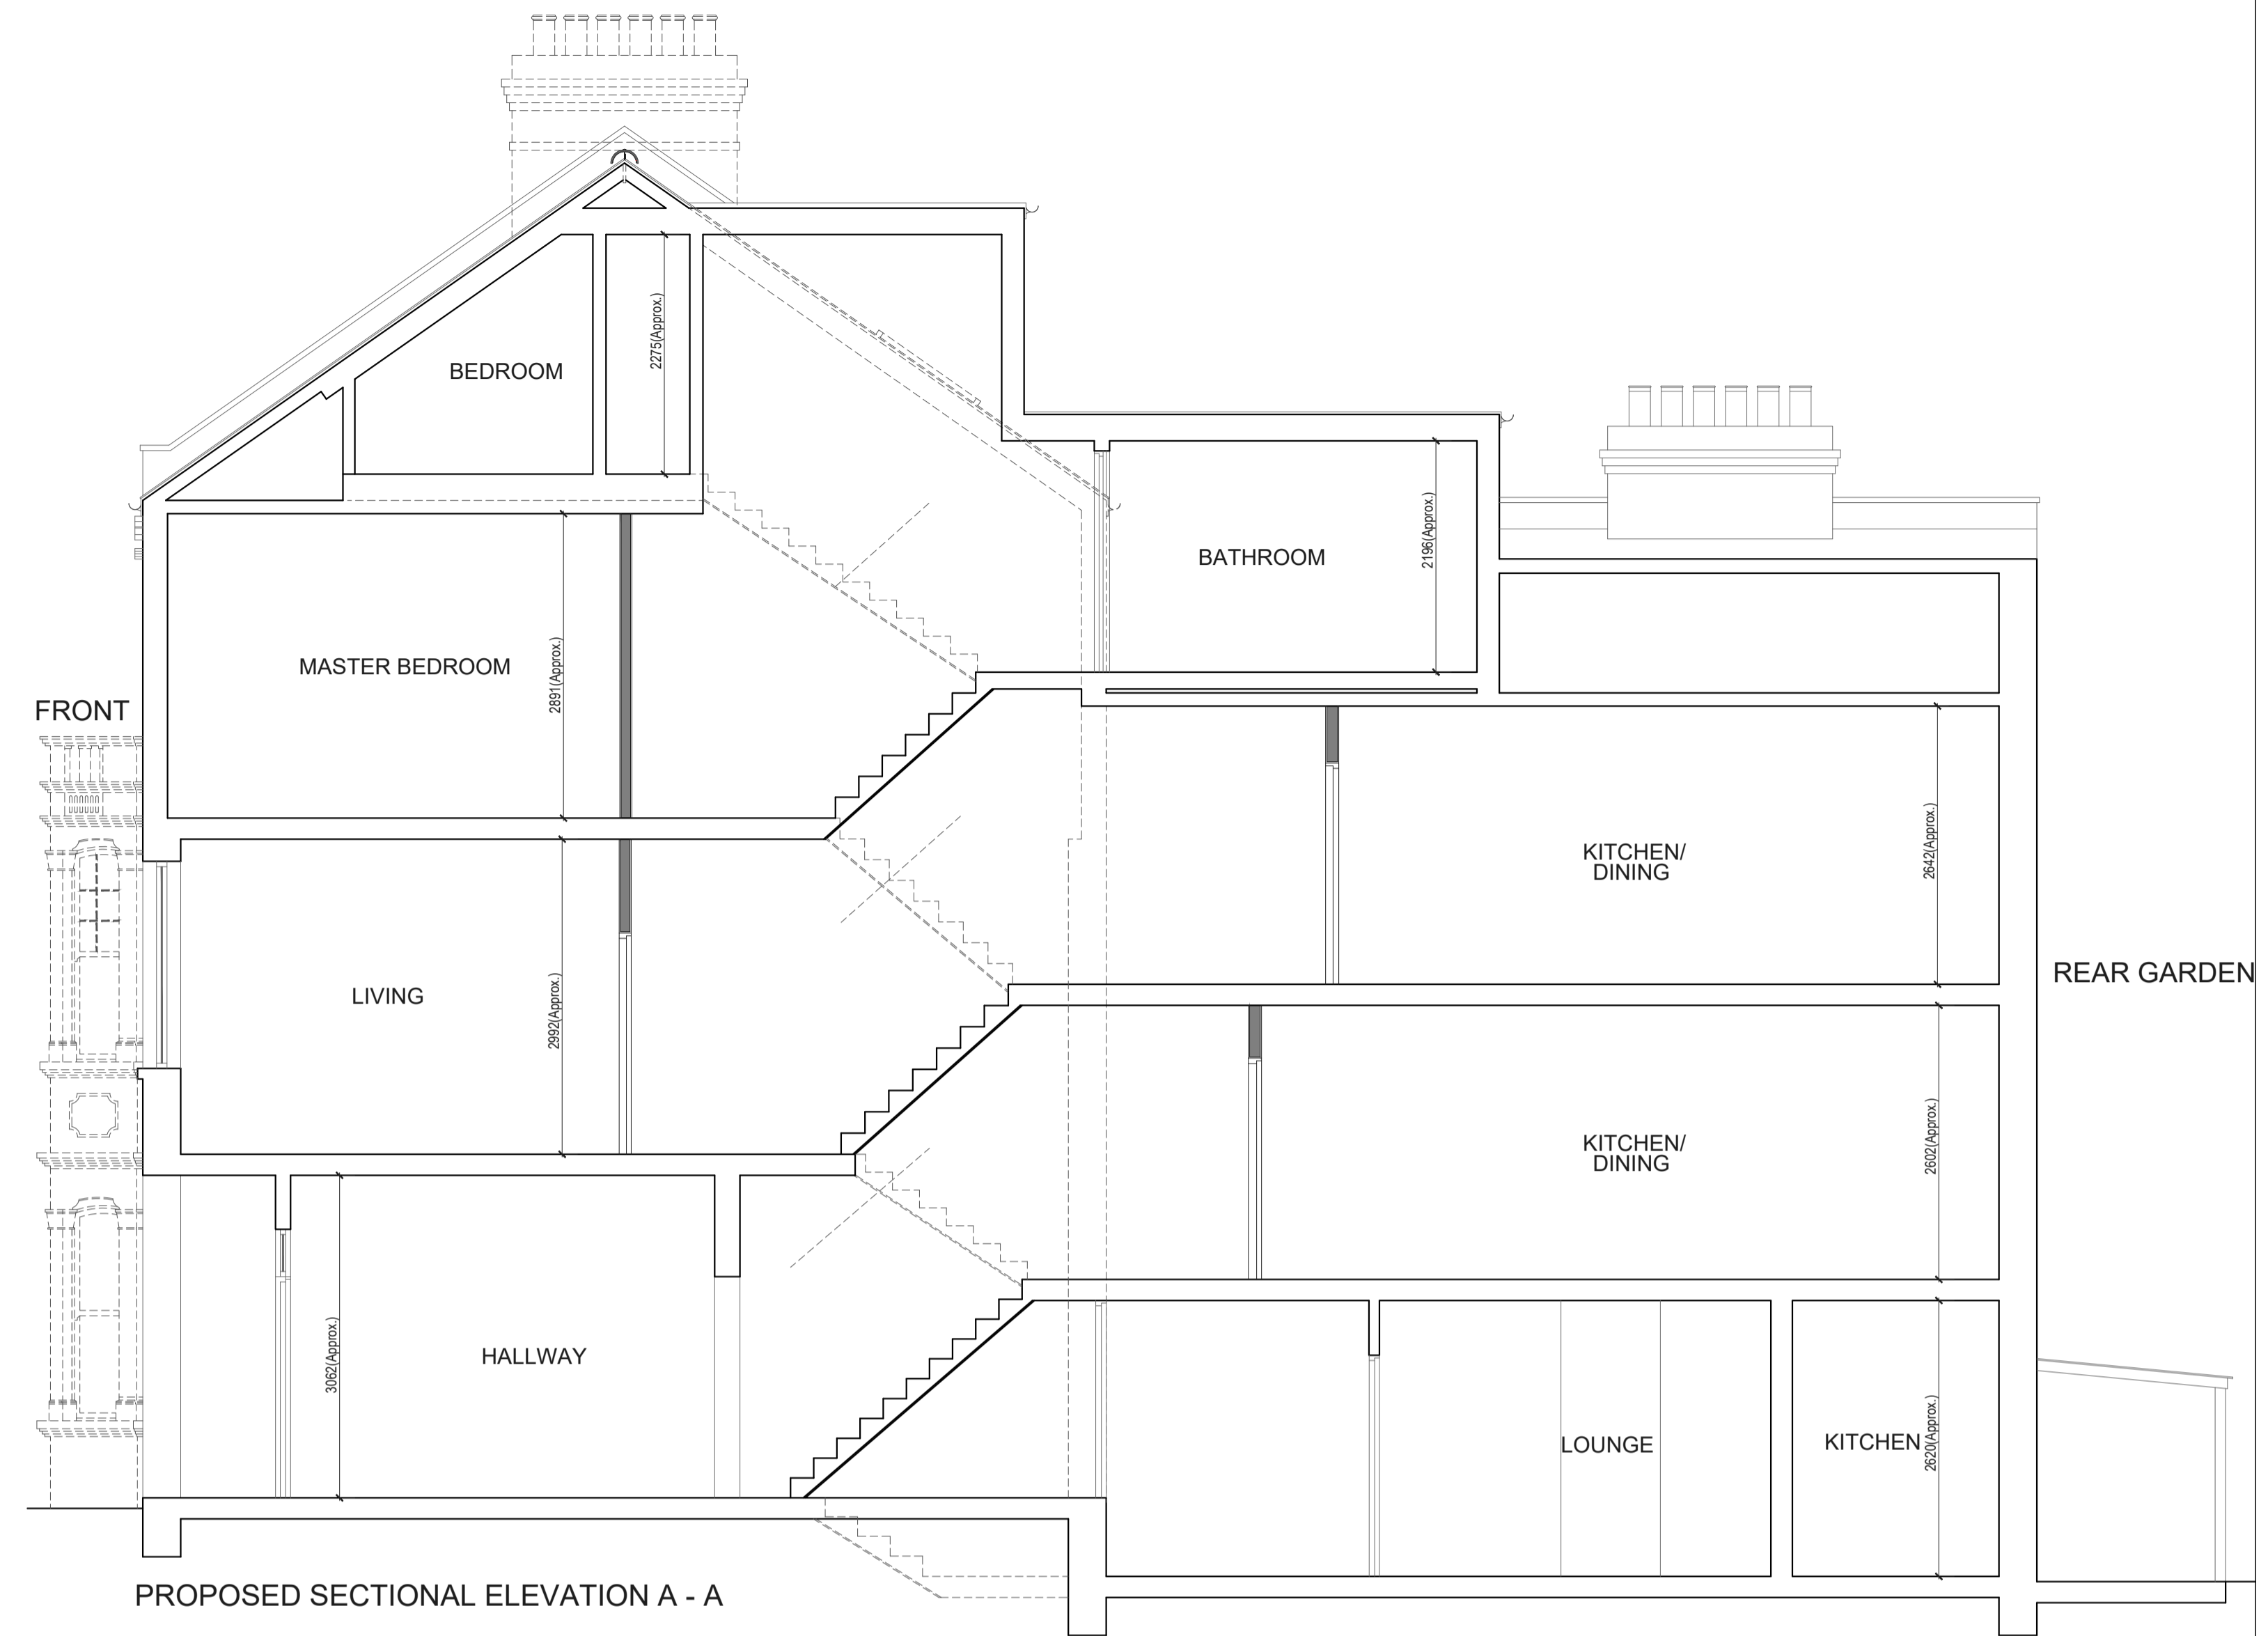 2275(Approx.)
BEDROOM
2196(Approx.)
BATHROOM
2891(Approx.)
MASTER BEDROOM
FRONT
2642(Approx.)
KITCHEN/
DINING
REAR GARDEN
2992(Approx.)
LIVING
2602(Approx.)
KITCHEN/
DINING
3062(Approx.)
HALLWAY
LOUNGE
KITCHEN
2620(Approx.)
PROPOSED SECTIONAL ELEVATION A - A